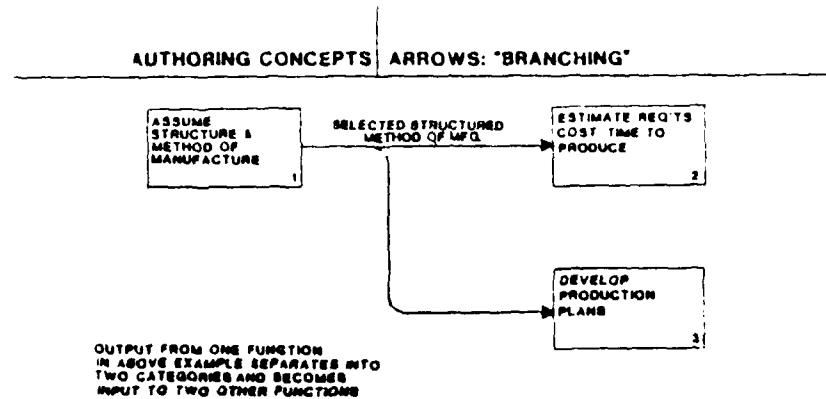 AUTHORING CONCEPTS ARROWS: "BRANCHING"
ASSUME
STRUCTURE &
METHOD OF
MANUFACTURE
1
SELECTED STRUCTURED
METHOD OF MFG.
ESTIMATE REQ'TS
COST TIME TO
PRODUCE
2
DEVELOP
PRODUCTION
PLANS
3
OUTPUT FROM ONE FUNCTION
IN ABOVE EXAMPLE SEPARATES INTO
TWO CATEGORIES AND BECOMES
INPUT TO TWO OTHER FUNCTIONS